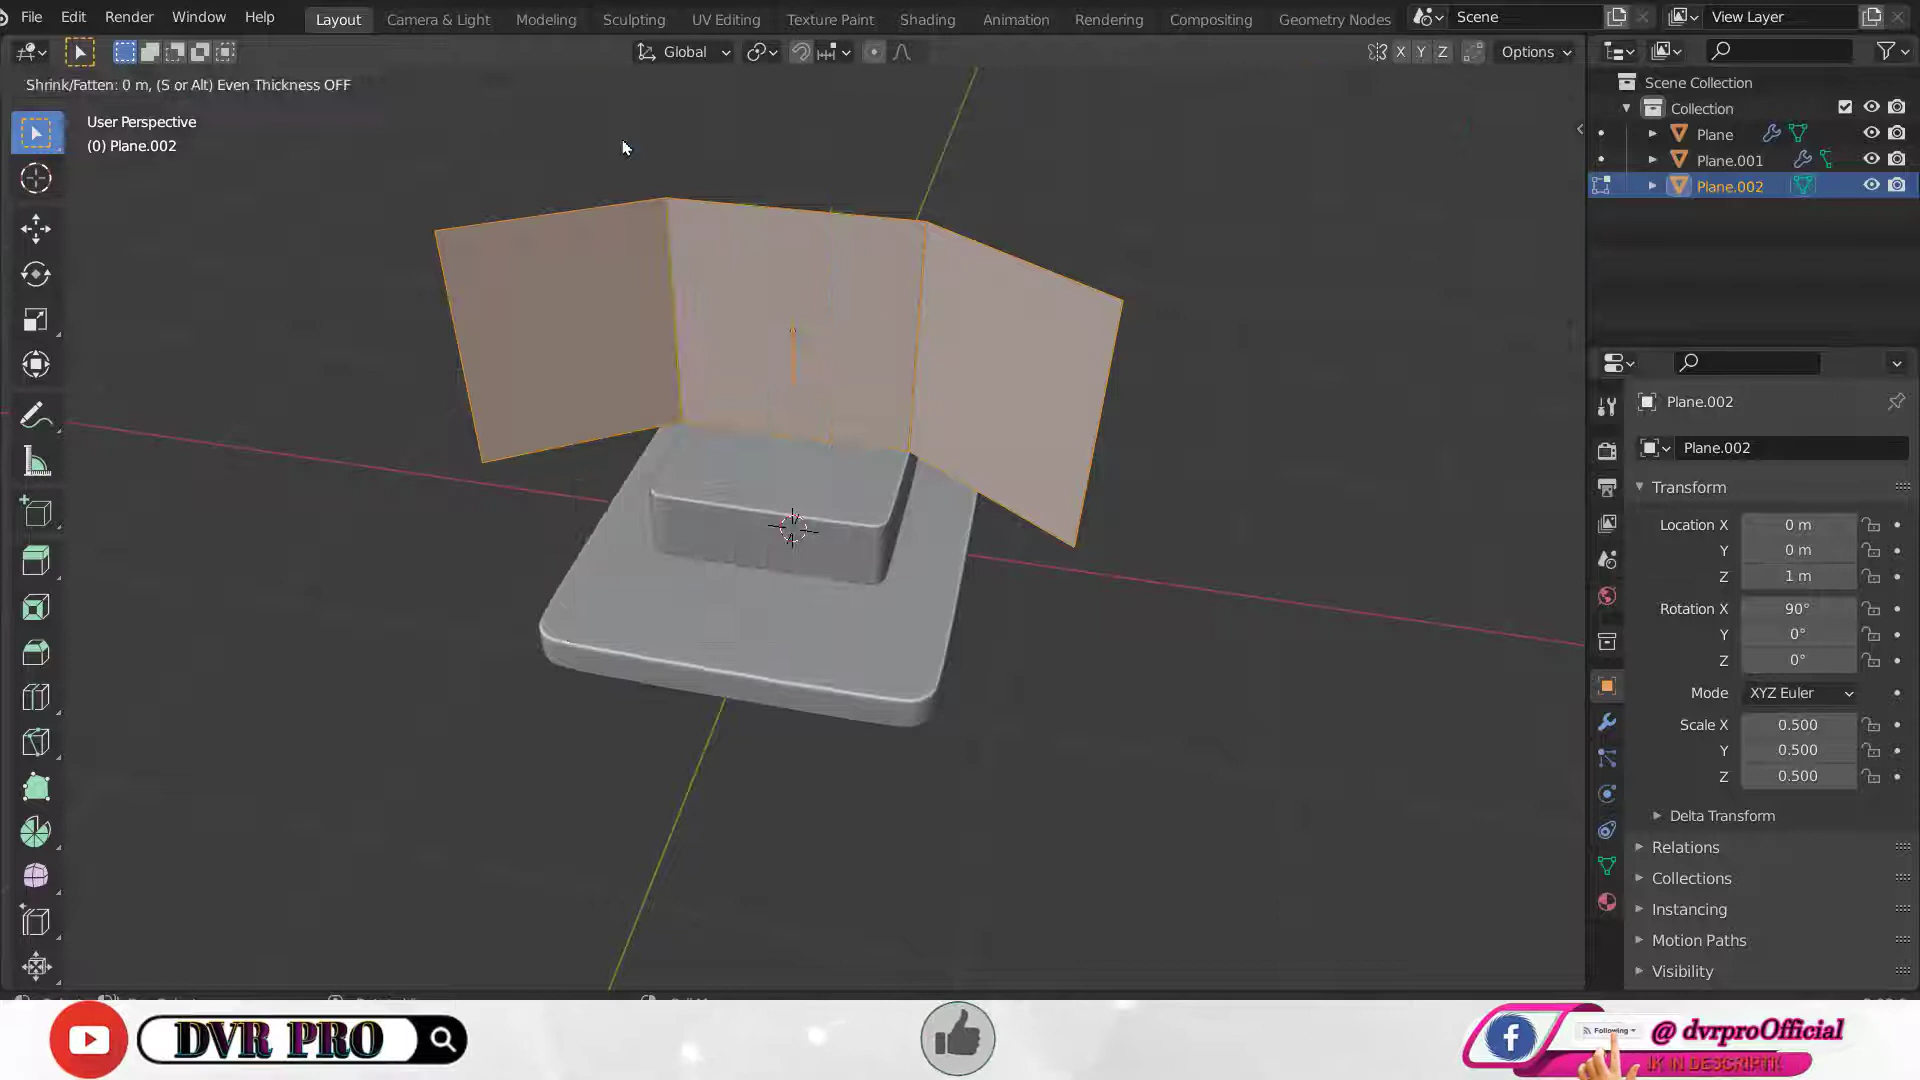 File Edit Render Window Help Layout Camera & Light Modeling Sculpting UV Editing Texture Paint Shading Animation Rendering Compositing Geometry Nodes Scene View Layer
Global X Y Z Options
Shrink/Fatten: 0 m, (S or Alt) Even Thickness OFF
User Perspective
(0) Plane.002
Scene Collection
Collection
Plane
Plane.001
Plane.002
Plane.002
Plane.002
Transform
Location X 0 m
Y 0 m
Z 1 m
Rotation X 90°
Y 0°
Z 0°
Mode XYZ Euler
Scale X 0.500
Y 0.500
Z 0.500
Delta Transform
Relations
Collections
Instancing
Motion Paths
Visibility
DVR PRO
Following
@ dvrproOfficial